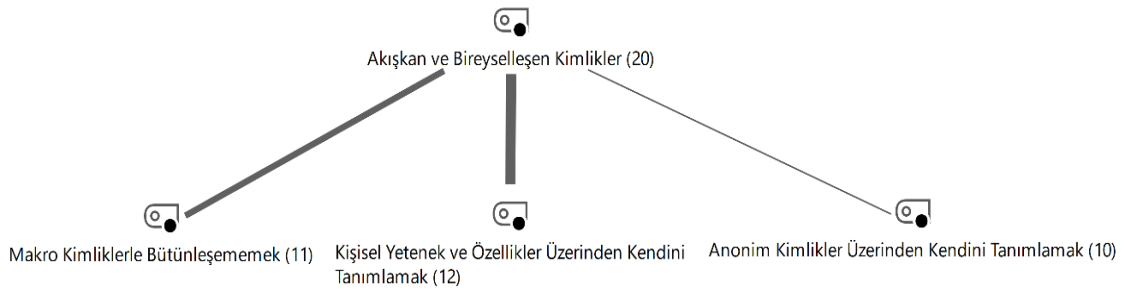 Akışkan ve Bireyselleşen Kimlikler (20)
Makro Kimliklerle Bütünleşememek (11)
Kişisel Yetenek ve Özellikler Üzerinden Kendini
Tanımlamak (12)
Anonim Kimlikler Üzerinden Kendini Tanımlamak (10)